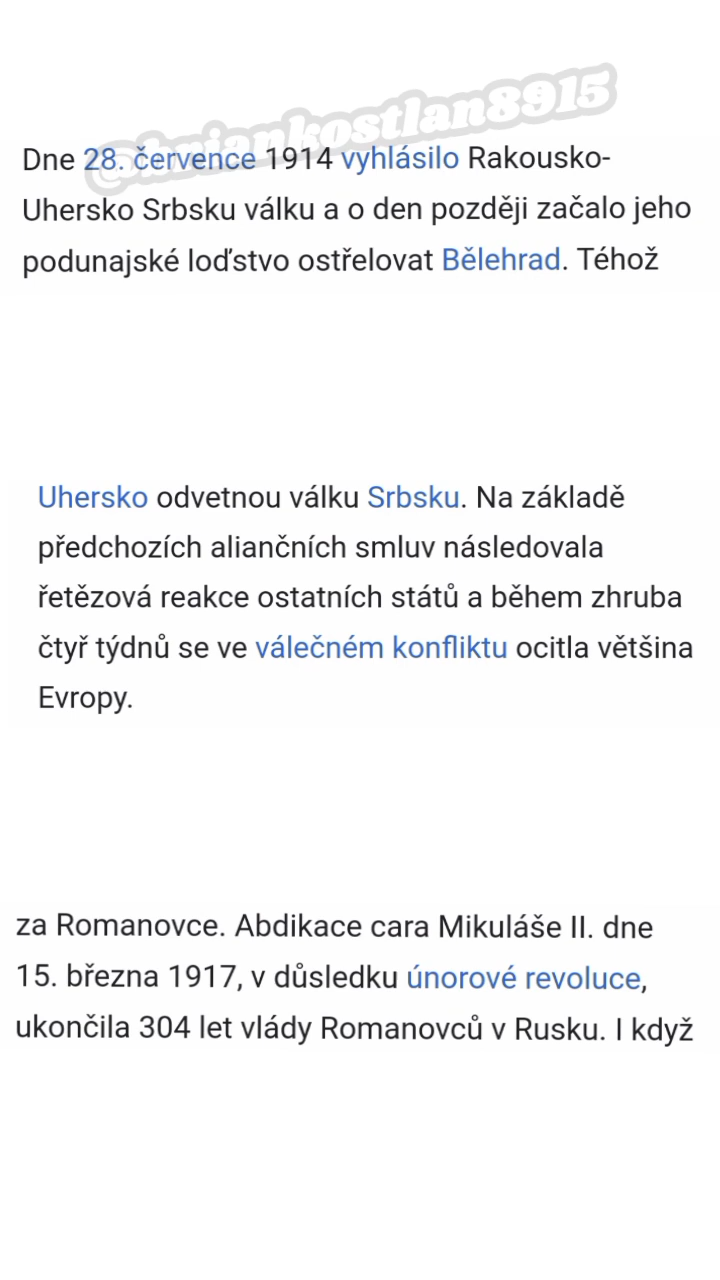 @briankostlan8915
Dne 28. července 1914 vyhlásilo Rakousko-
Uhersko Srbsku válku a o den později začalo jeho
podunajské loďstvo ostřelovat Bělehrad. Téhož
Uhersko odvetnou válku Srbsku. Na základě
předchozích aliančních smluv následovala
řetězová reakce ostatních států a během zhruba
čtyř týdnů se ve válečném konfliktu ocitla většina
Evropy.
za Romanovce. Abdikace cara Mikuláše II. dne
15. března 1917, v důsledku únorové revoluce,
ukončila 304 let vlády Romanovců v Rusku. I když